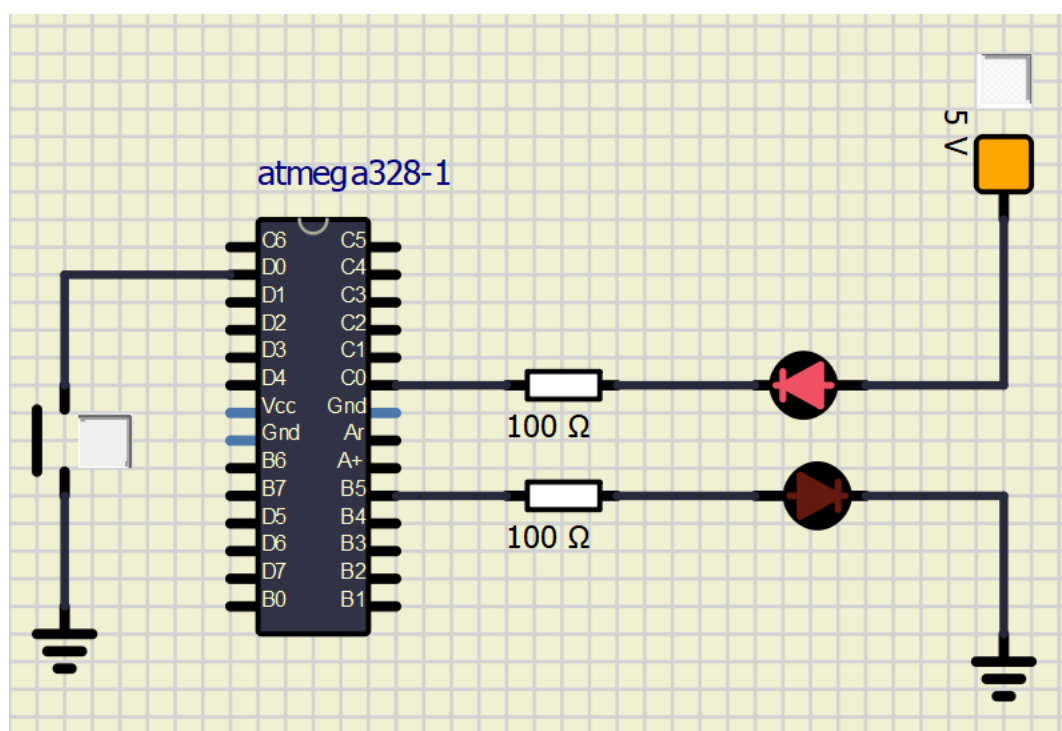 5 V
atmega328-1
C6 C5
D0 C4
D1 C3
D2 C2
D3 C1
D4 C0
Vcc Gnd
Gnd Ar
B6 A+
B7 B5
D5 B4
D6 B3
D7 B2
B0 B1
100 Ω
100 Ω